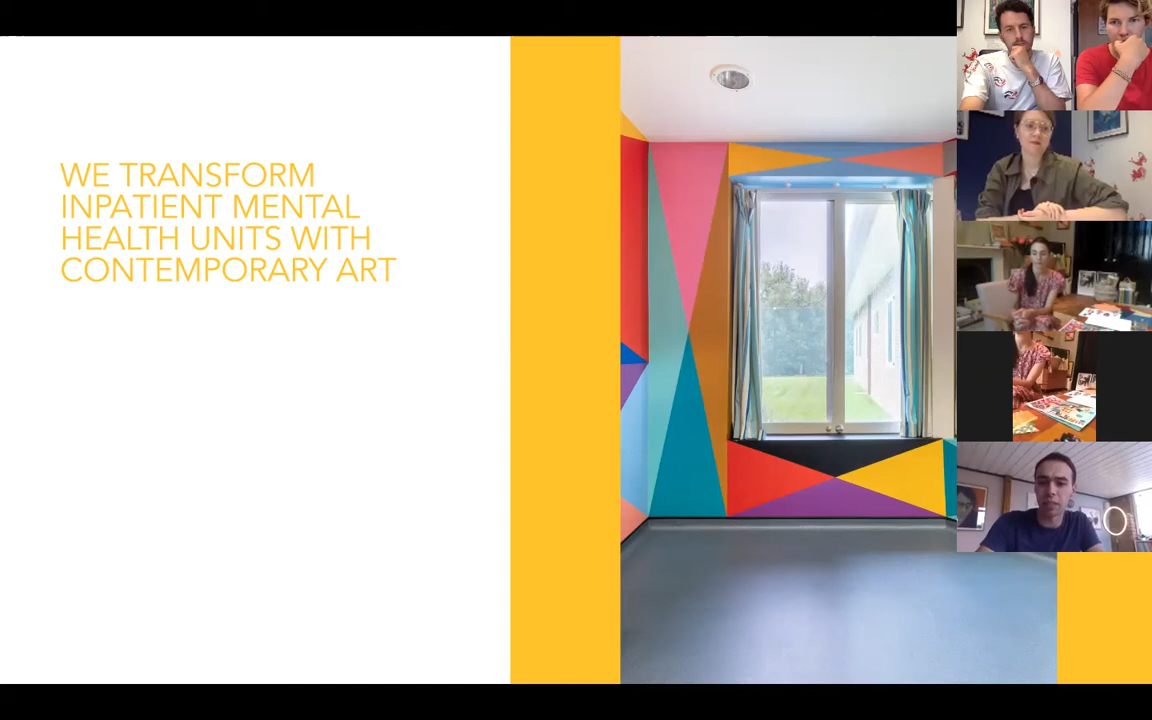 WE TRANSFORM
INPATIENT MENTAL
HEALTH UNITS WITH
CONTEMPORARY ART